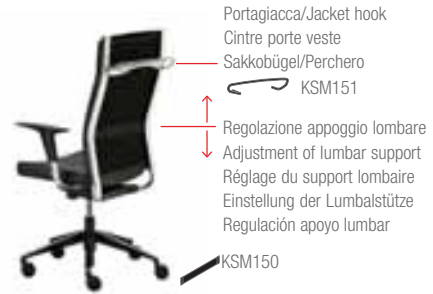 Portagiacca/Jacket hook
Cintre porte veste
Sakkobügel/Perchero
KSM151
Regolazione appoggio lombare
Adjustment of lumbar support
Réglage du support lombaire
Einstellung der Lumbalstütze
Regulación apoyo lumbar
KSM150